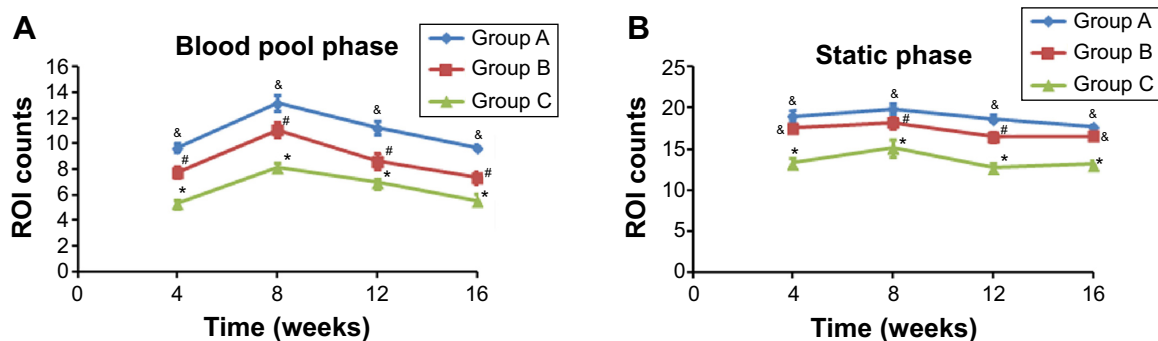 A
Blood pool phase
Group A
Group B
Group C
ROI counts
16
14
12
10
8
6
4
2
0
& & & &
# # # #
* * * *
0 4 8 12 16
Time (weeks)
B
Static phase
Group A
Group B
Group C
ROI counts
25
20
15
10
5
0
& & & &
& # # &
* * * *
0 4 8 12 16
Time (weeks)